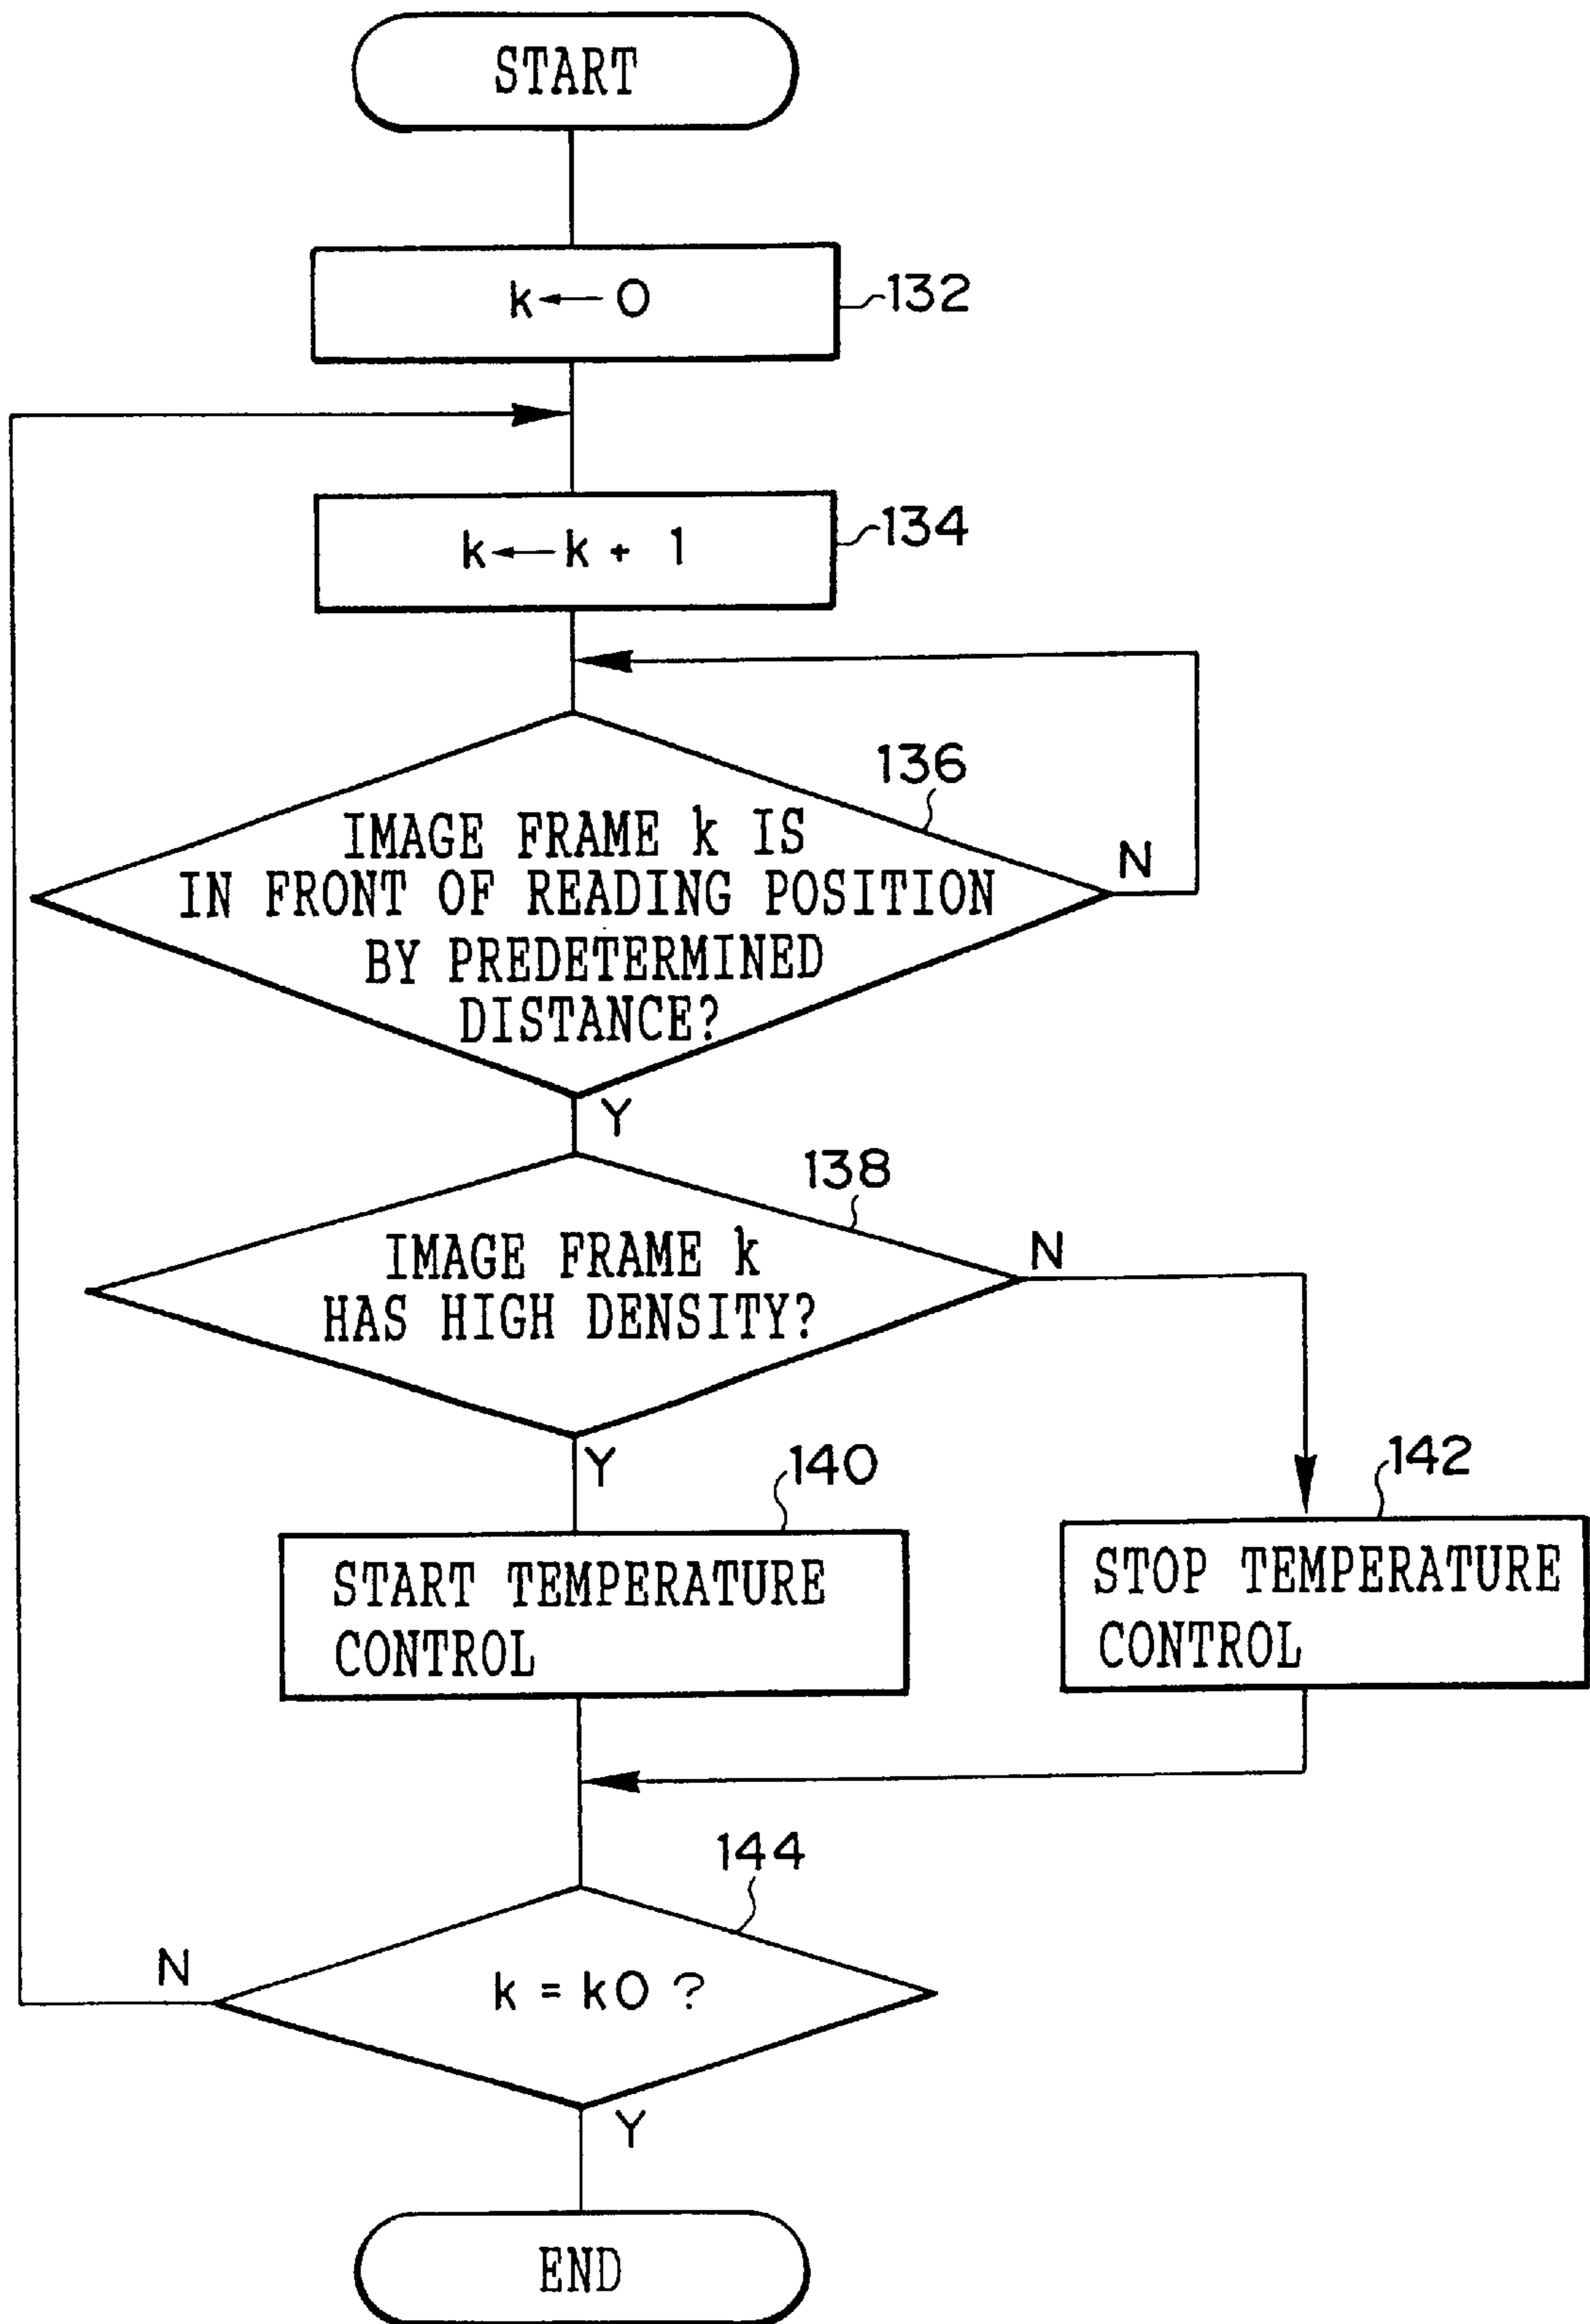 START
k ← 0
132
k ← k + 1
134
136
IMAGE FRAME k IS
IN FRONT OF READING POSITION
BY PREDETERMINED
DISTANCE?
N
Y
138
IMAGE FRAME k
HAS HIGH DENSITY?
N
Y
140
START TEMPERATURE
CONTROL
142
STOP TEMPERATURE
CONTROL
144
k = k0 ?
N
Y
END